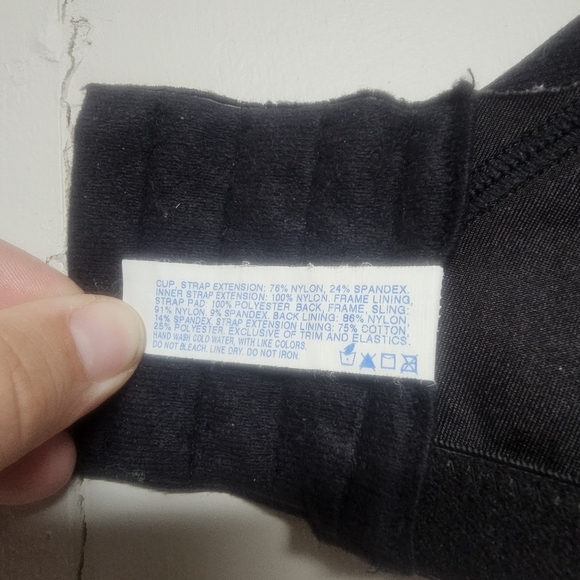 CUP, STRAP EXTENSION: 76% NYLON, 24% SPANDEX.
INNER STRAP EXTENSION: 100% NYLON. FRAME LINING,
STRAP PAD: 100% POLYESTER. BACK, FRAME, SLING:
91% NYLON, 9% SPANDEX. BACK LINING: 86% NYLON,
14% SPANDEX. STRAP EXTENSION LINING: 75% COTTON,
25% POLYESTER. EXCLUSIVE OF TRIM AND ELASTICS.
HAND WASH COLD WATER, WITH LIKE COLORS.
DO NOT BLEACH. LINE DRY. DO NOT IRON.